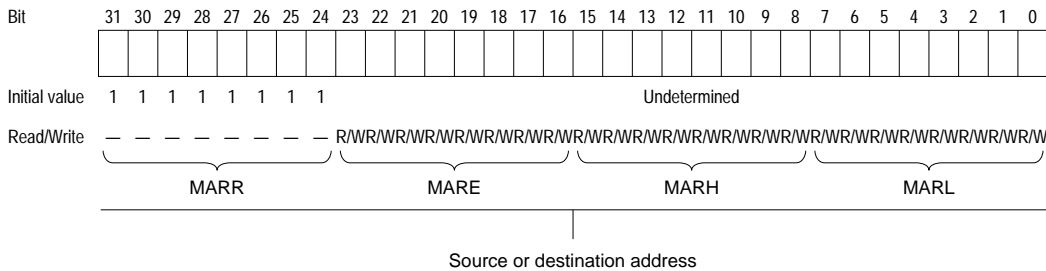 Bit 31 30 29 28 27 26 25 24 23 22 21 20 19 18 17 16 15 14 13 12 11 10 9 8 7 6 5 4 3 2 1 0
Initial value 1 1 1 1 1 1 1 1 Undetermined
Read/Write — — — — — — — — R/W R/W R/W R/W R/W R/W R/W R/W R/W R/W R/W R/W R/W R/W R/W R/W R/W R/W R/W R/W R/W R/W R/W R/W
MARR MARE MARH MARL
Source or destination address